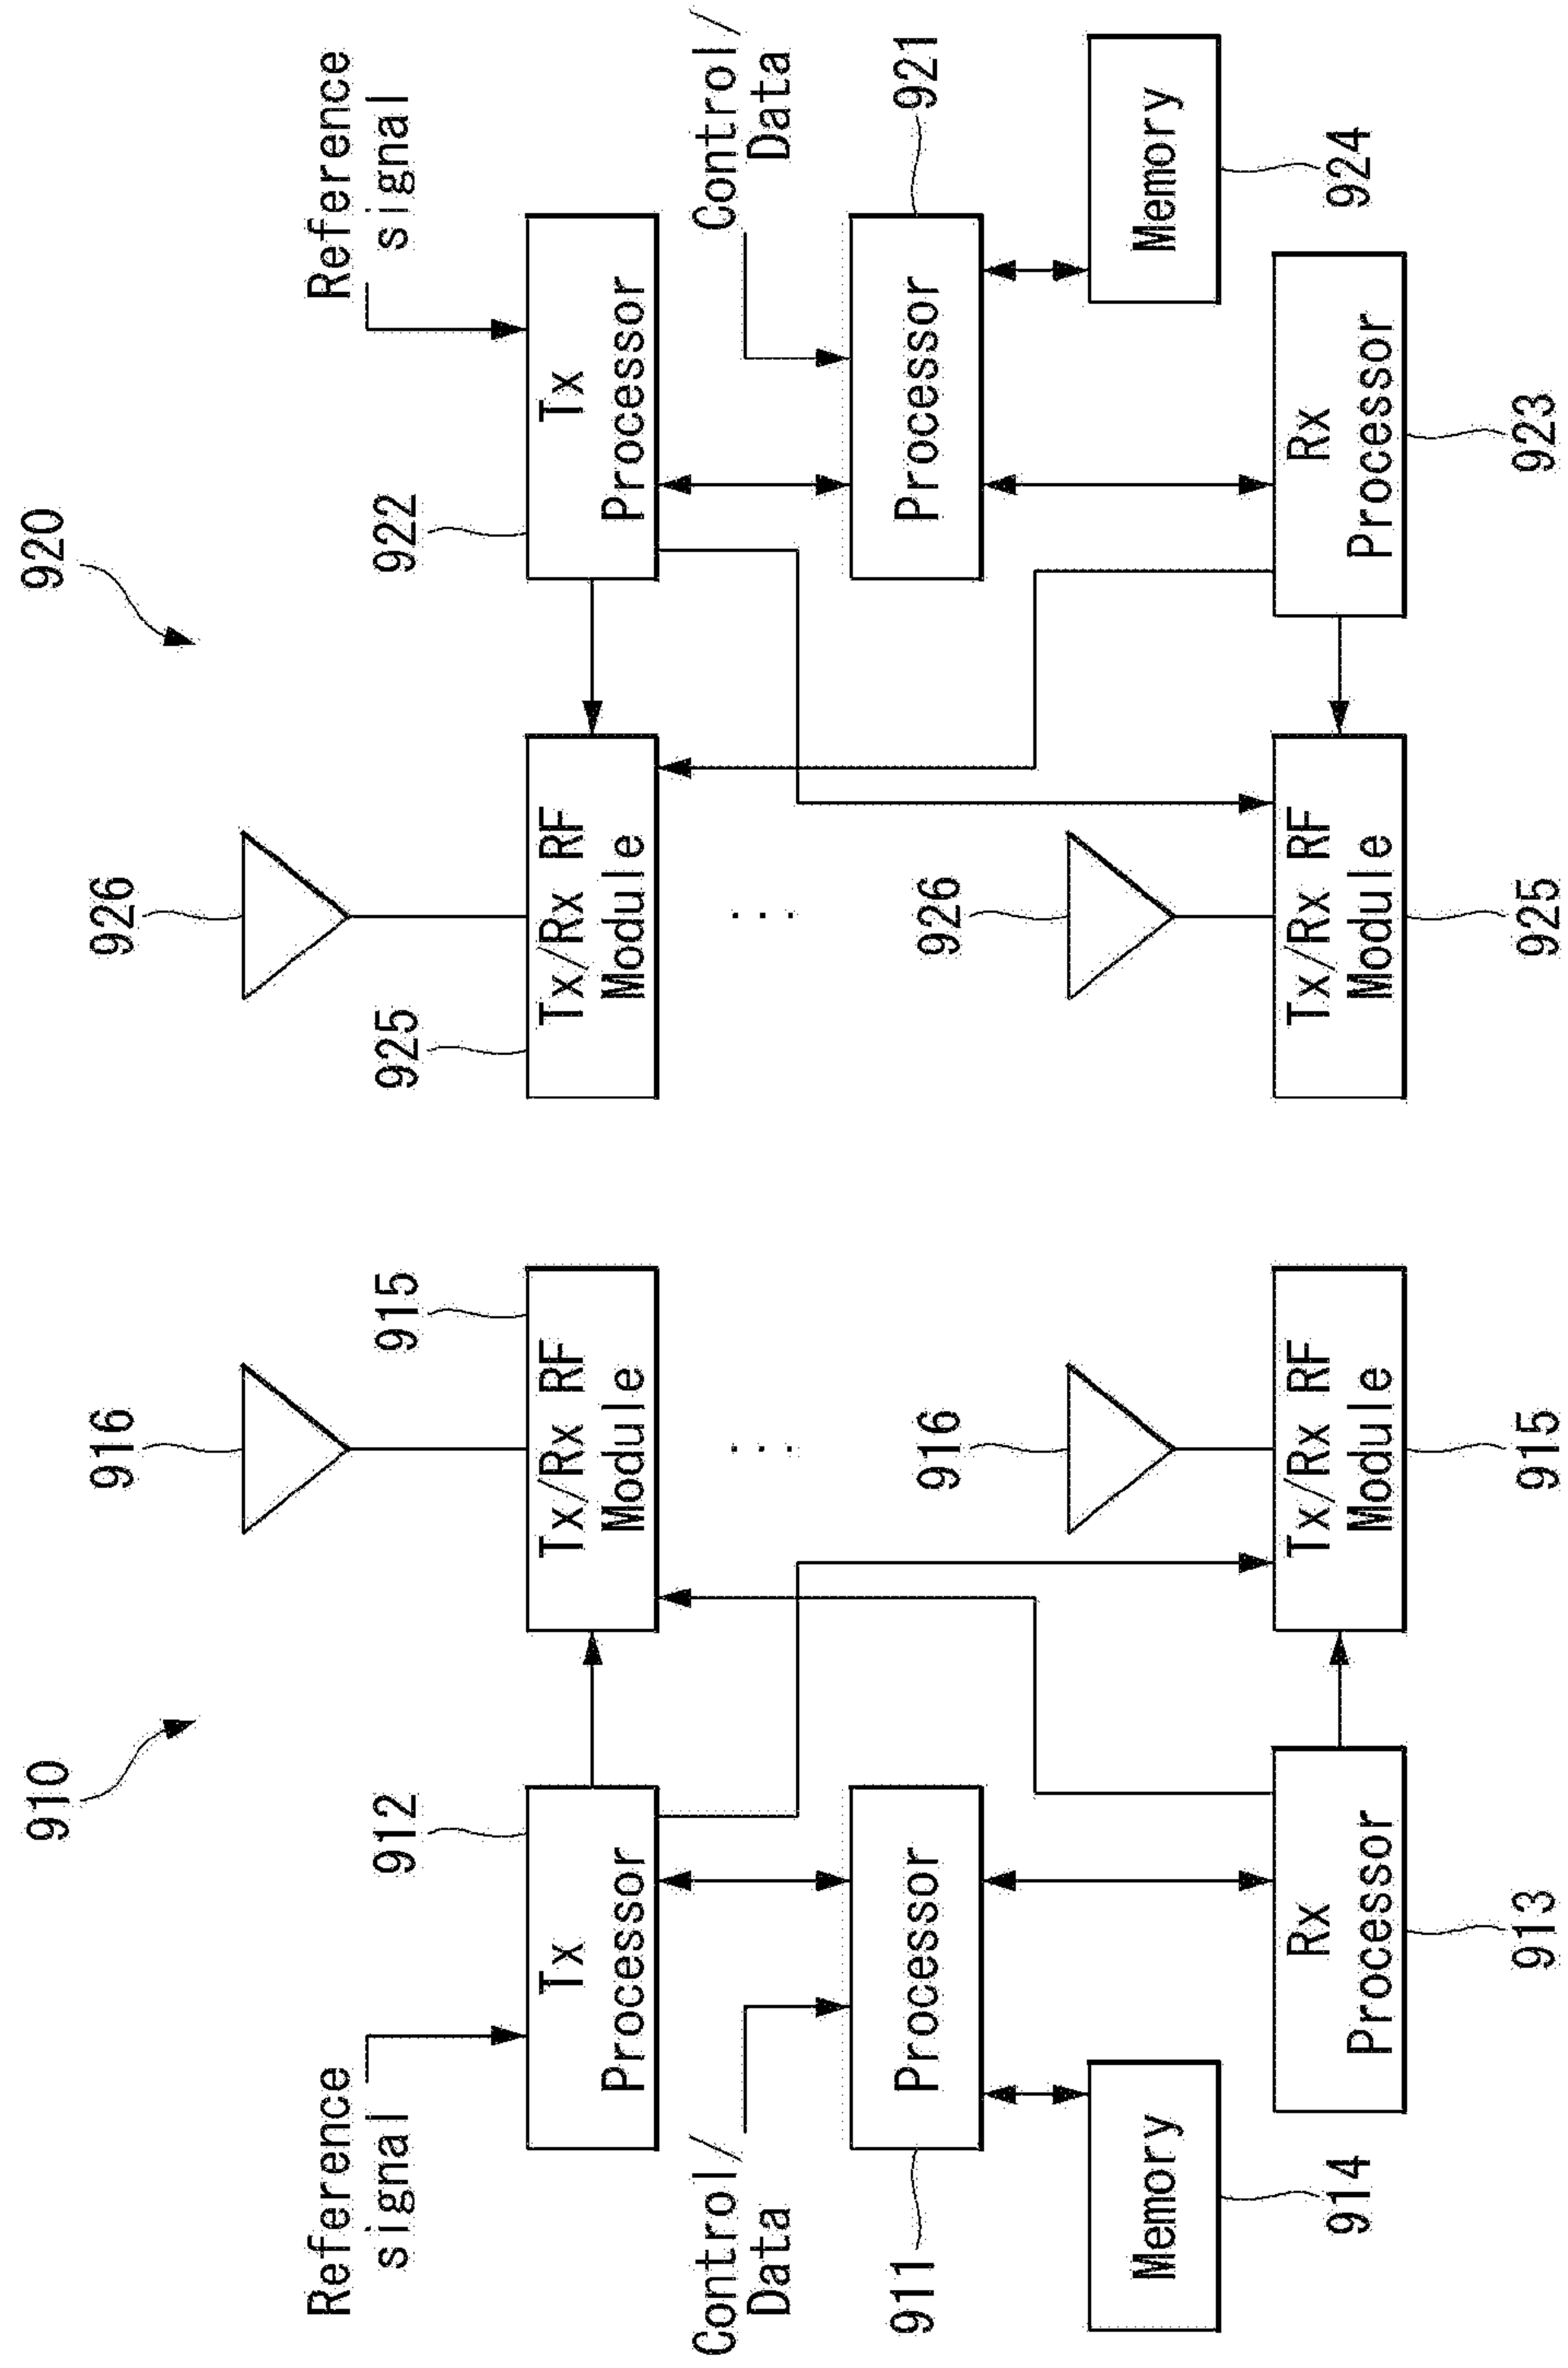 910
916
915
Tx/Rx RF
Module
912
Tx
Processor
Reference
signal
Control/
Data
911
Processor
916
Memory
914
Rx
Processor
913
...
Tx/Rx RF
Module
915
920
926
925
Tx/Rx RF
Module
922
Tx
Processor
Reference
signal
Control/
Data
921
Processor
926
Memory
924
Rx
Processor
923
...
Tx/Rx RF
Module
925